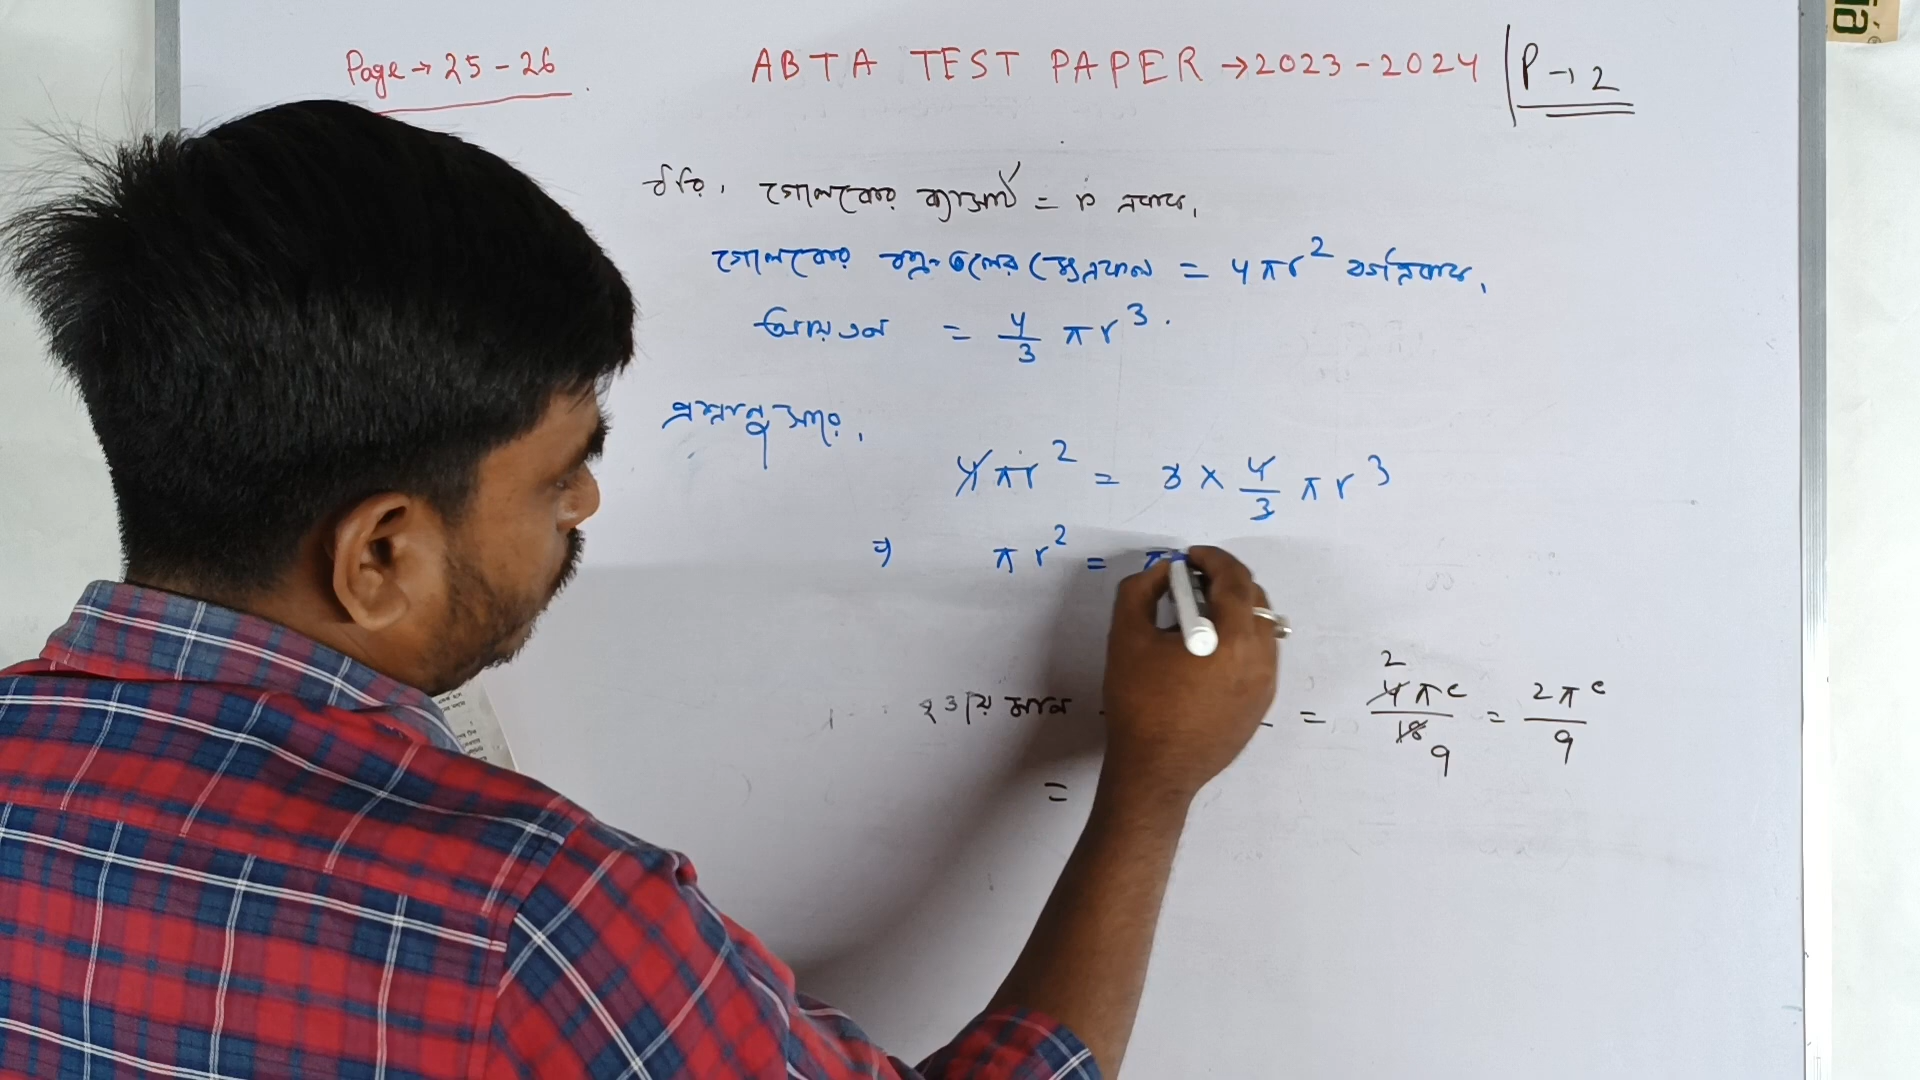 Page → 25 - 26
ABTA TEST PAPER → 2023 - 2024
P → 2
ধরি, গোলকের ব্যাসার্ধ = r একক,
গোলকের বক্রতলের ক্ষেত্রফল = 4πr² বর্গএকক,
আয়তন = 4/3 πr³.
প্রশ্নানুসারে,
4πr² = 3 × 4/3 πr³
⇒ πr² = π
বৃত্তীয় মান = 4π^c/18 = 2π^c/9
2
9
=